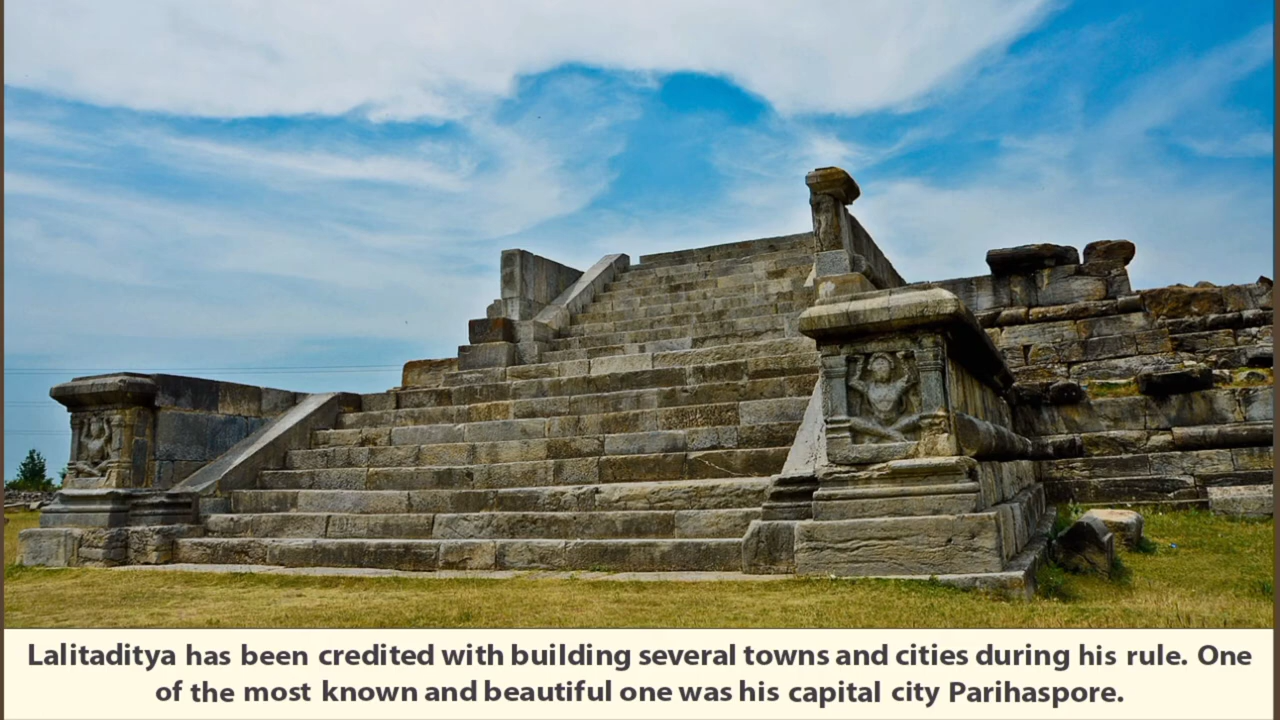 Lalitaditya has been credited with building several towns and cities during his rule. One
of the most known and beautiful one was his capital city Parihaspore.